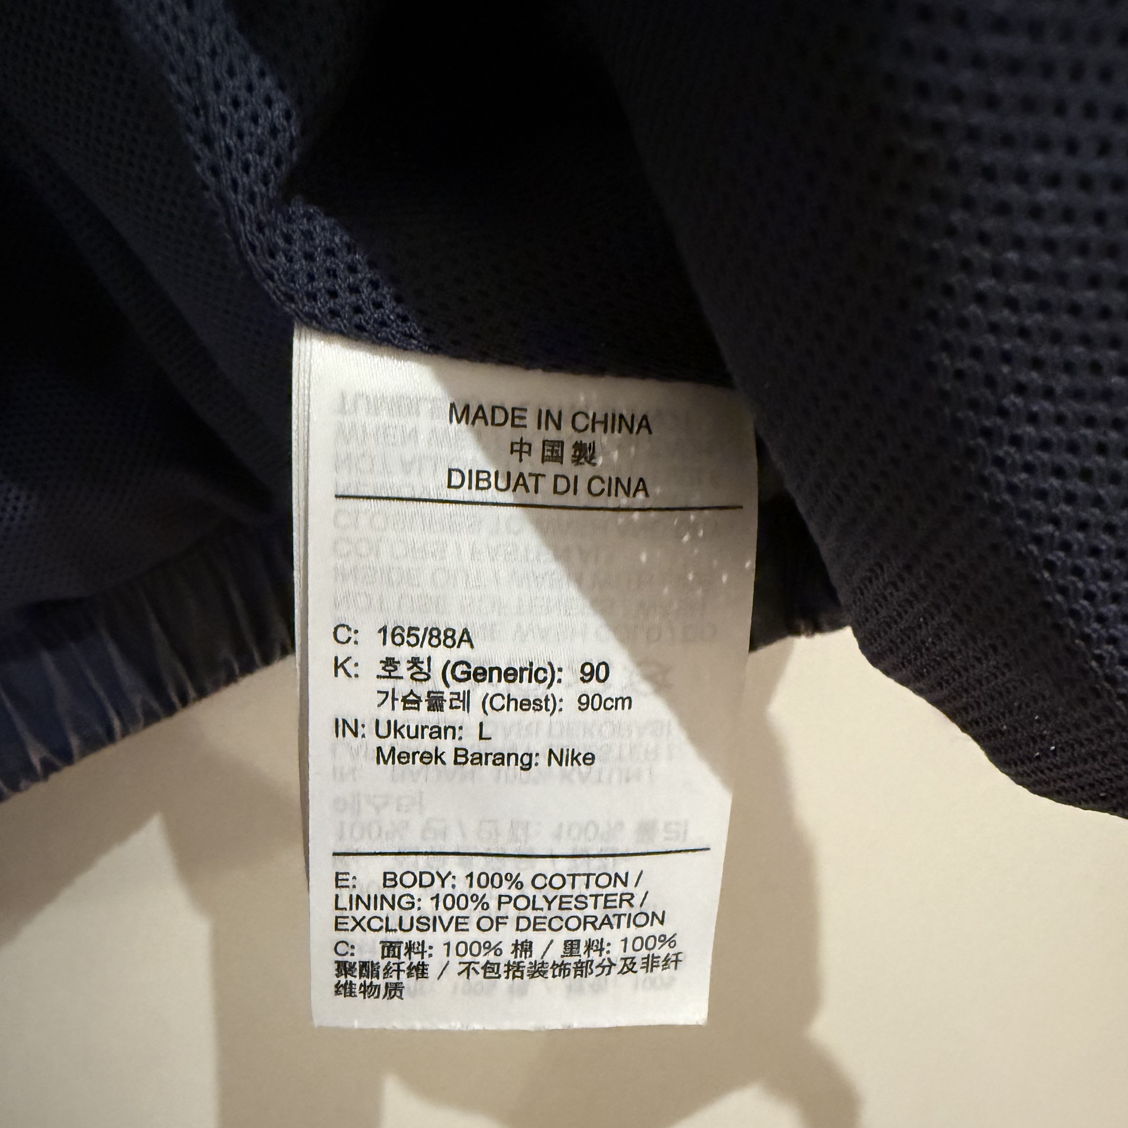 MADE IN CHINA
中国製
DIBUAT DI CINA
C: 165/88A
K: 호칭 (Generic): 90
가슴둘레 (Chest): 90cm
IN: Ukuran: L
Merek Barang: Nike
E: BODY: 100% COTTON /
LINING: 100% POLYESTER /
EXCLUSIVE OF DECORATION
C: 面料: 100% 棉 / 里料: 100%
聚酯纤维 / 不包括装饰部分及非纤
维物质